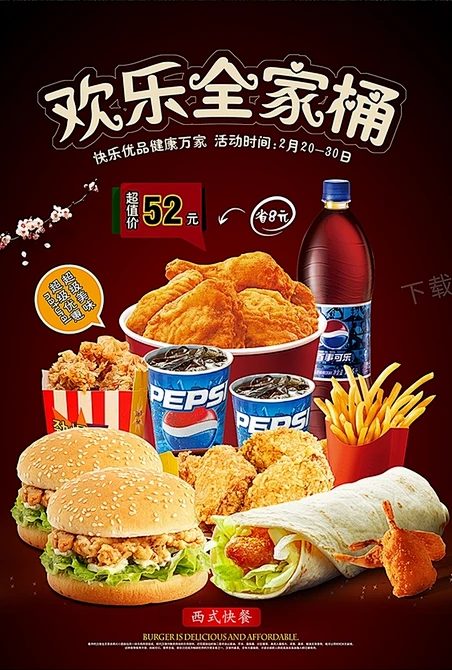 欢乐全家桶
快乐优品健康万家 活动时间:2月20—30日
超值价 52 元
省8元
超级美味
超级优惠
下载
百事可乐
PEPSI
PEPSI
西式快餐
BURGER IS DELICIOUS AND AFFORDABLE.